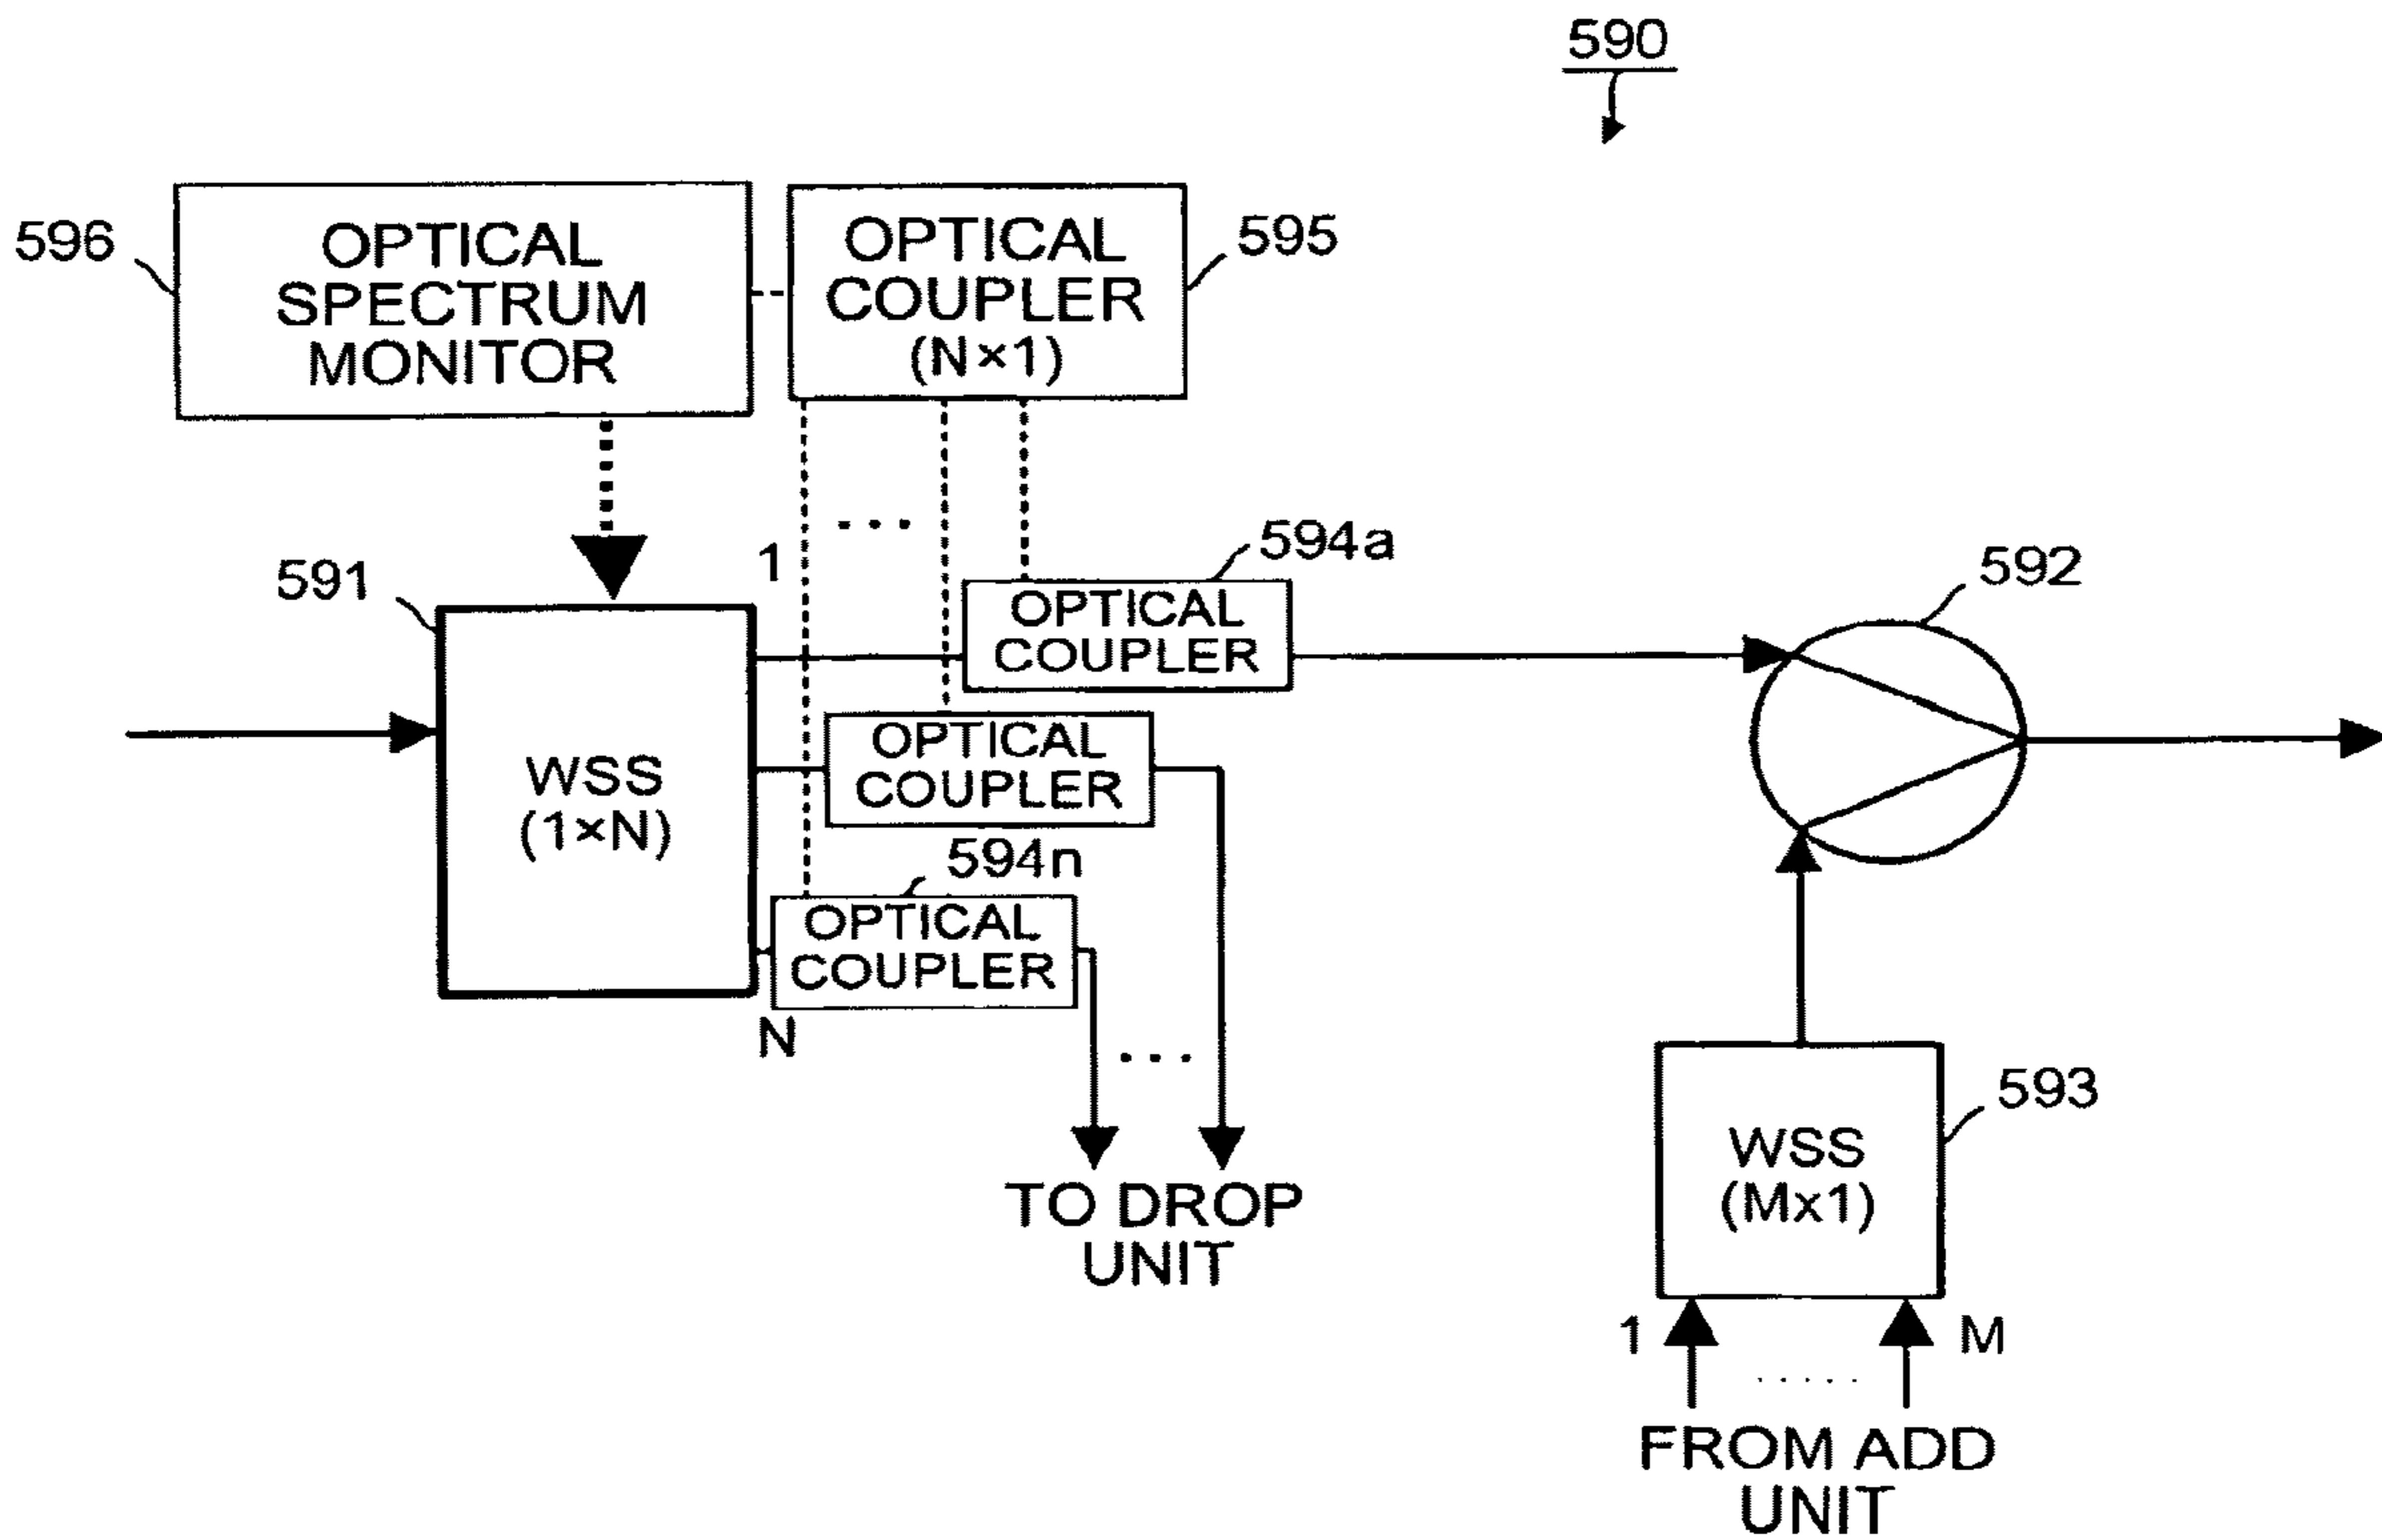 590
596
OPTICAL
SPECTRUM
MONITOR
OPTICAL
COUPLER
(N×1)
595
591
1
. . .
594a
OPTICAL
COUPLER
592
WSS
(1×N)
OPTICAL
COUPLER
594n
OPTICAL
COUPLER
N
. . .
TO DROP
UNIT
593
WSS
(M×1)
1
M
. . . . .
FROM ADD
UNIT